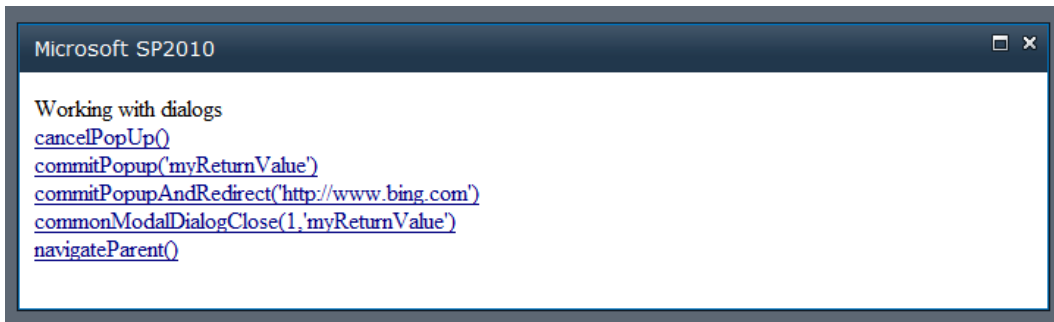 Microsoft SP2010
Working with dialogs
cancelPopUp()
commitPopup('myReturnValue')
commitPopupAndRedirect('http://www.bing.com')
commonModalDialogClose(1,'myReturnValue')
navigateParent()